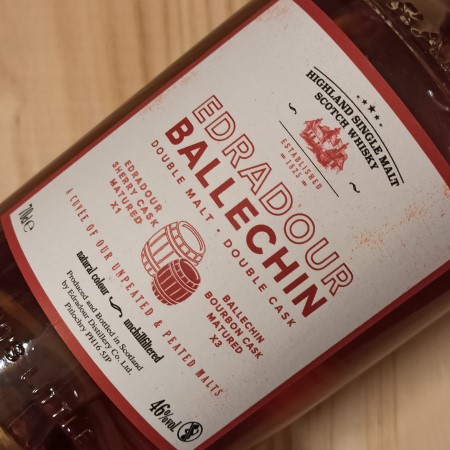 HIGHLAND SINGLE MALT
SCOTCH WHISKY
ESTABLISHED
1825
EDRADOUR
BALLECHIN
DOUBLE MALT · DOUBLE CASK
EDRADOUR
SHERRY CASK
MATURED
X1
BALLECHIN
BOURBON CASK
MATURED
X3
A CUVEE OF OUR UNPEATED & PEATED MALTS
natural colour
unchillfiltered
Produced and Bottled in Scotland
by Edradour Distillery Co. Ltd.
Pitlochry PH16 5JP
70cl e
46%vol